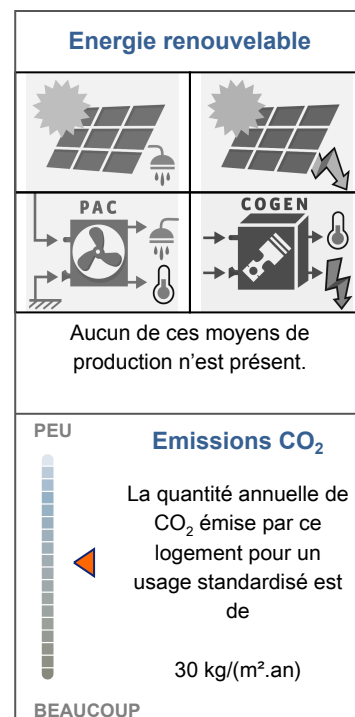 Energie renouvelable
PAC
COGEN
Aucun de ces moyens de
production n'est présent.
PEU
Emissions CO₂
La quantité annuelle de
CO₂ émise par ce
logement pour un
usage standardisé est
de
30 kg/(m².an)
BEAUCOUP